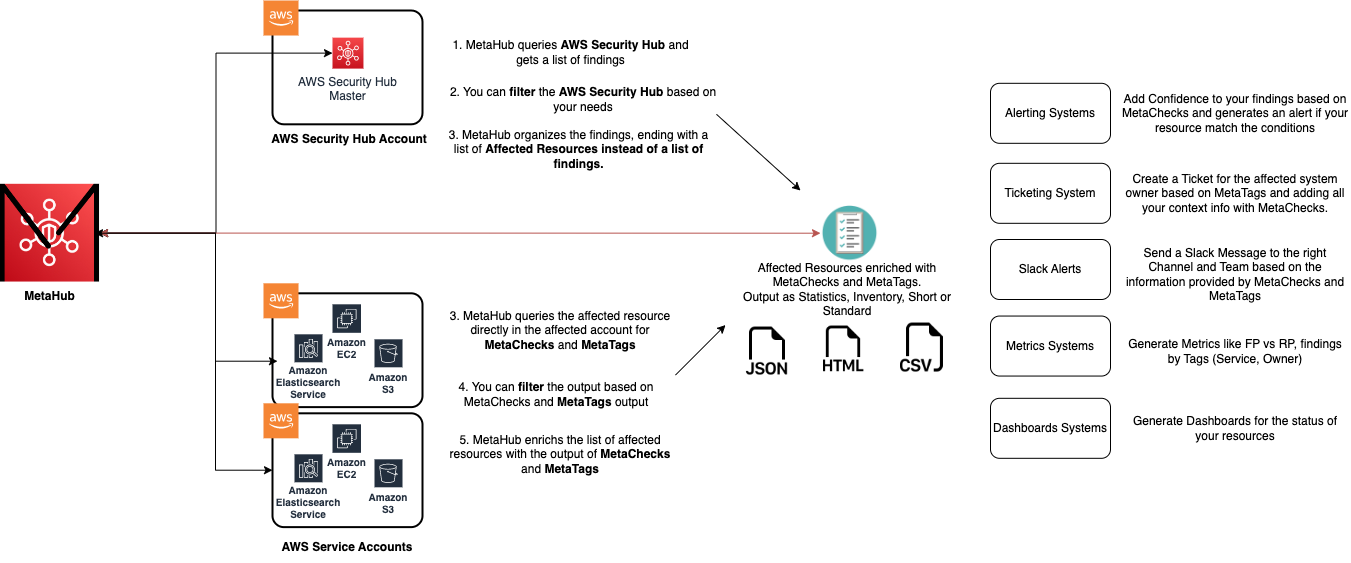 aws
AWS Security Hub
Master
AWS Security Hub Account
1. MetaHub queries AWS Security Hub and
gets a list of findings
2. You can filter the AWS Security Hub based on
your needs
3. MetaHub organizes the findings, ending with a
list of Affected Resources instead of a list of
findings.
MetaHub
Affected Resources enriched with
MetaChecks and MetaTags.
Output as Statistics, Inventory, Short or
Standard
JSON
HTML
CSV
aws
Amazon
EC2
Amazon
Elasticsearch
Service
Amazon
S3
3. MetaHub queries the affected resource
directly in the affected account for
MetaChecks and MetaTags
4. You can filter the output based on
MetaChecks and MetaTags output
5. MetaHub enrichs the list of affected
resources with the output of MetaChecks
and MetaTags
aws
Amazon
EC2
Amazon
Elasticsearch
Service
Amazon
S3
AWS Service Accounts
Alerting Systems
Add Confidence to your findings based on
MetaChecks and generates an alert if your
resource match the conditions
Ticketing System
Create a Ticket for the affected system
owner based on MetaTags and adding all
your context info with MetaChecks.
Slack Alerts
Send a Slack Message to the right
Channel and Team based on the
information provided by MetaChecks and
MetaTags
Metrics Systems
Generate Metrics like FP vs RP, findings
by Tags (Service, Owner)
Dashboards Systems
Generate Dashboards for the status of
your resources